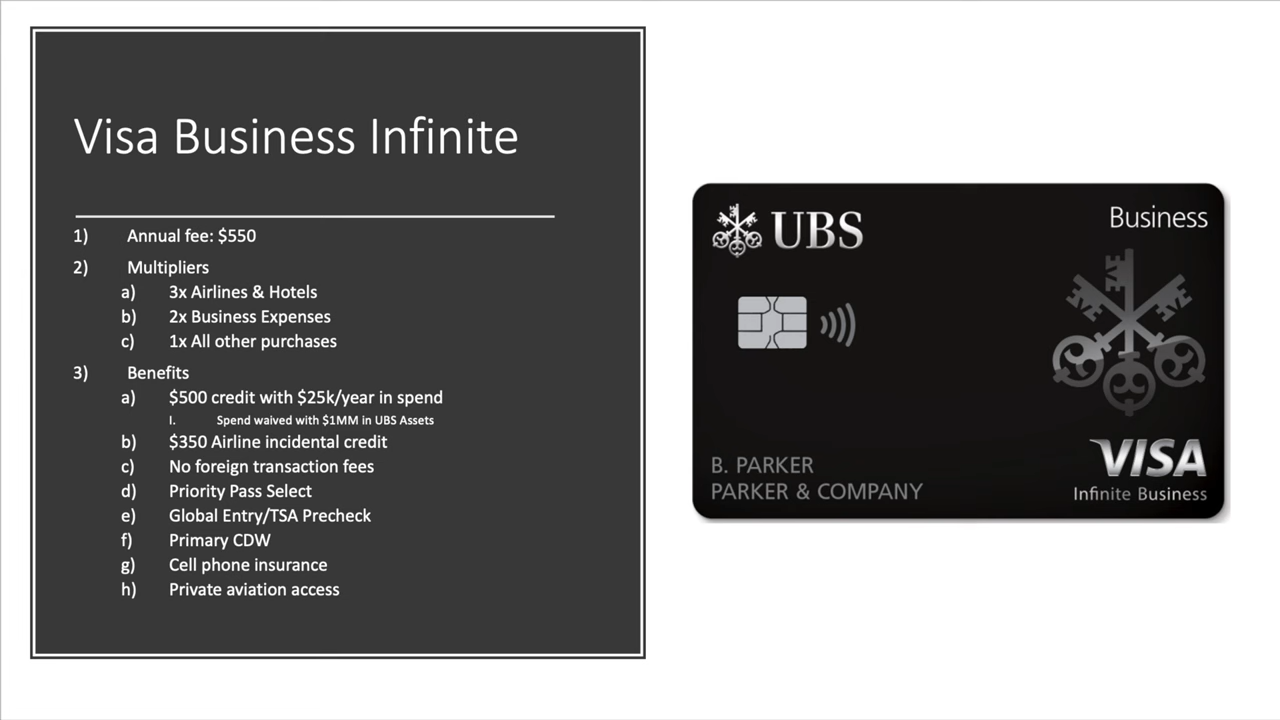 Visa Business Infinite
1) Annual fee: $550
2) Multipliers
a) 3x Airlines & Hotels
b) 2x Business Expenses
c) 1x All other purchases
3) Benefits
a) $500 credit with $25k/year in spend
I. Spend waived with $1MM in UBS Assets
b) $350 Airline incidental credit
c) No foreign transaction fees
d) Priority Pass Select
e) Global Entry/TSA Precheck
f) Primary CDW
g) Cell phone insurance
h) Private aviation access
UBS
Business
B. PARKER
PARKER & COMPANY
VISA
Infinite Business